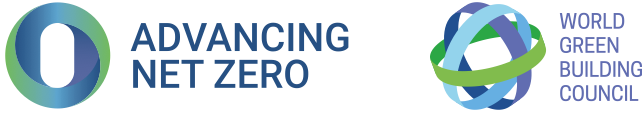 ADVANCING
NET ZERO
WORLD
GREEN
BUILDING
COUNCIL